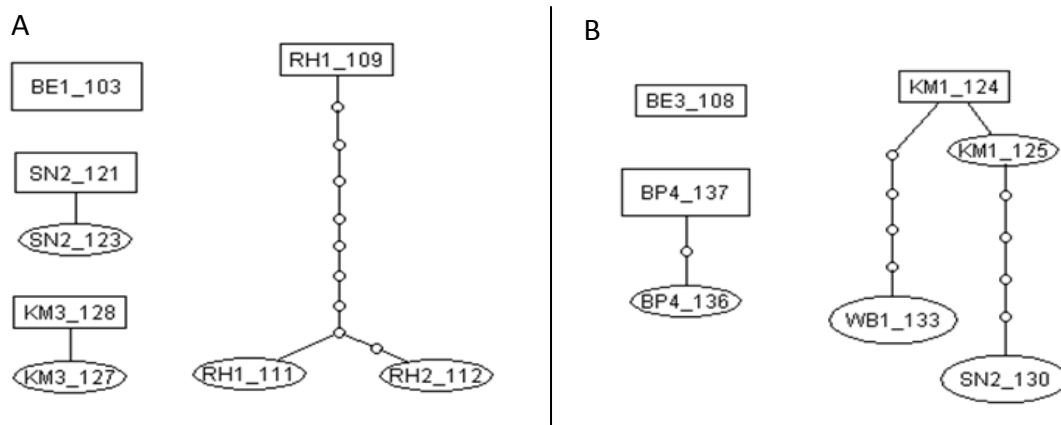 A
BE1_103
SN2_121
SN2_123
KM3_128
KM3_127
RH1_109
RH1_111
RH2_112
B
BE3_108
BP4_137
BP4_136
KM1_124
KM1_125
WB1_133
SN2_130